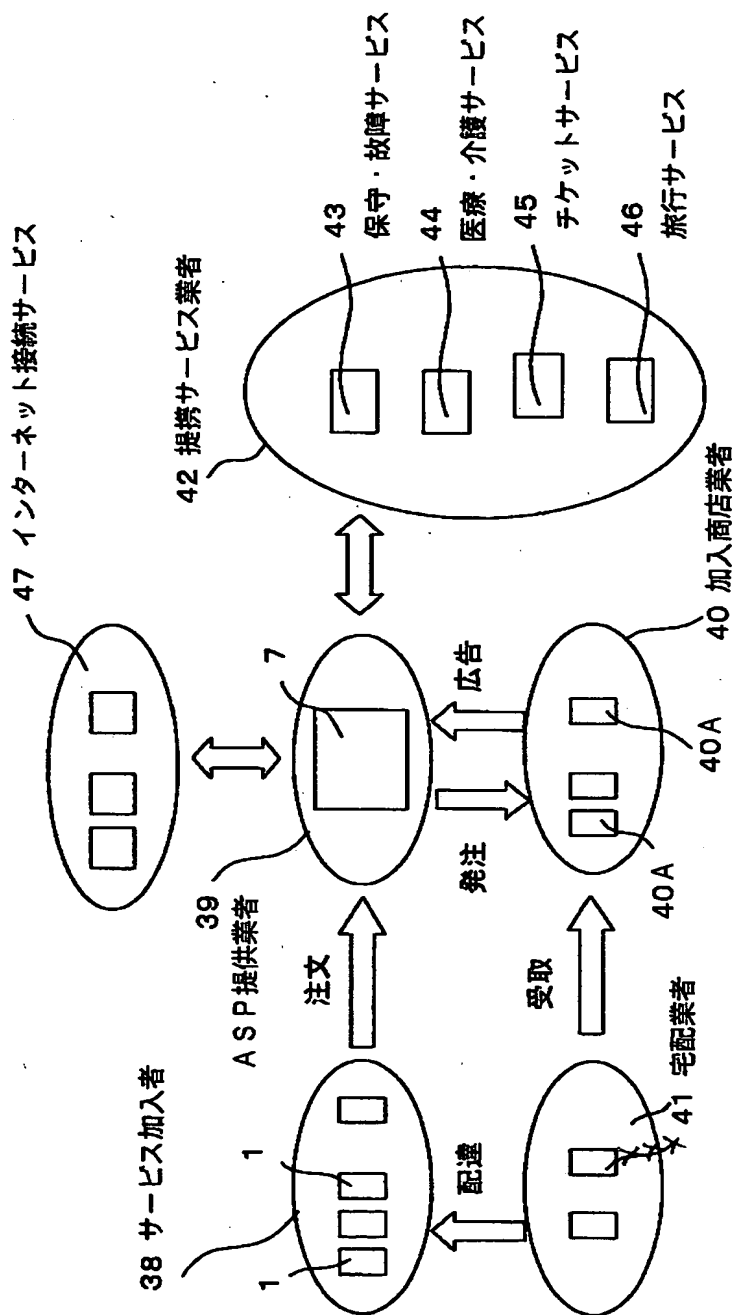 47 インターネット接続サービス
38 サービス加入者
39
ASP提供業者
1
1
7
42 提携サービス業者
43
保守・故障サービス
44
医療・介護サービス
45
チケットサービス
46
旅行サービス
注文
配達
発注
広告
受取
41 宅配業者
40A
40A
40 加入商店業者